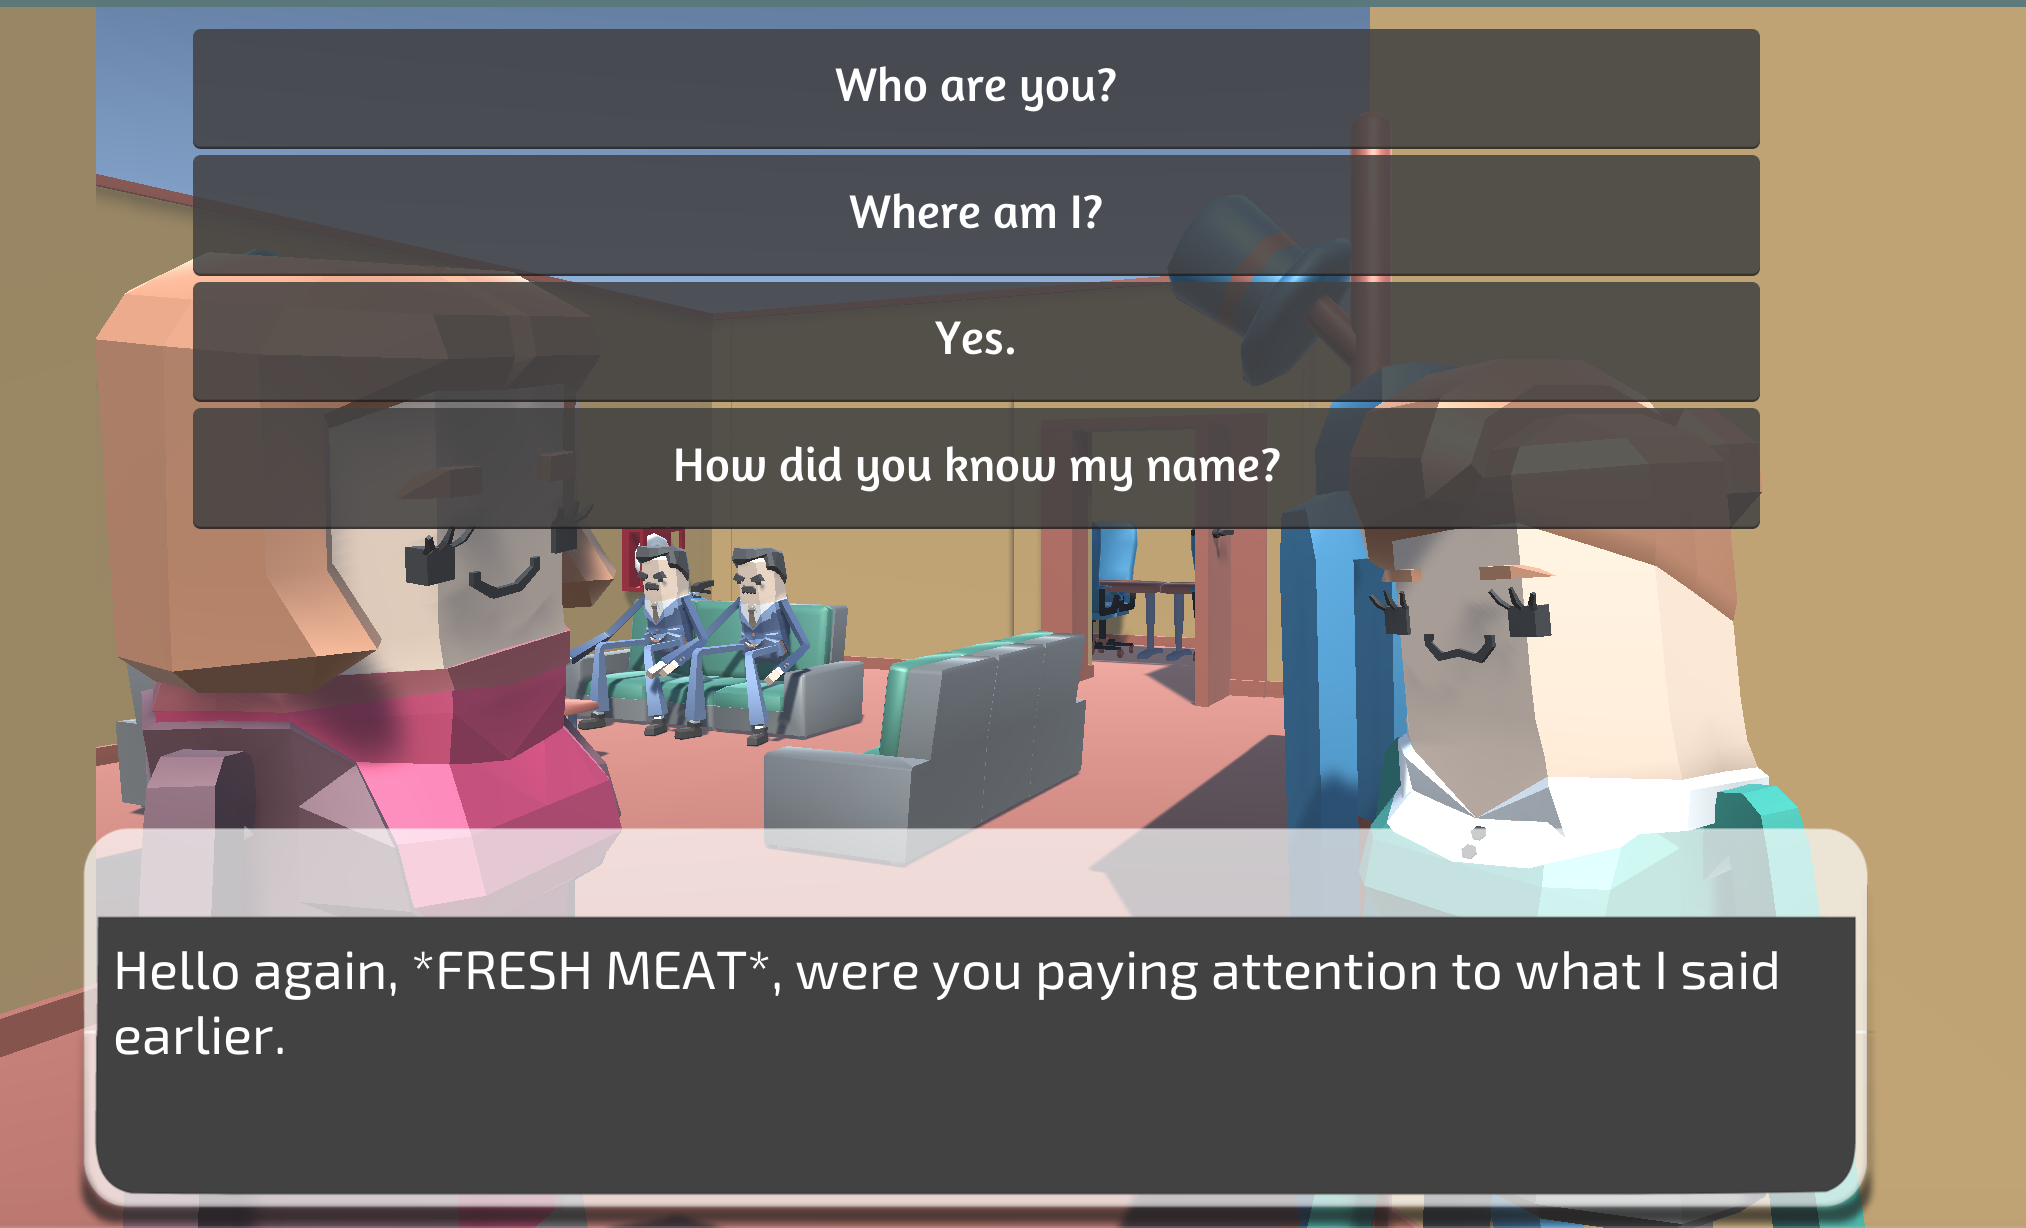 Who are you?
Where am I?
Yes.
How did you know my name?
Hello again, *FRESH MEAT*, were you paying attention to what I said
earlier.